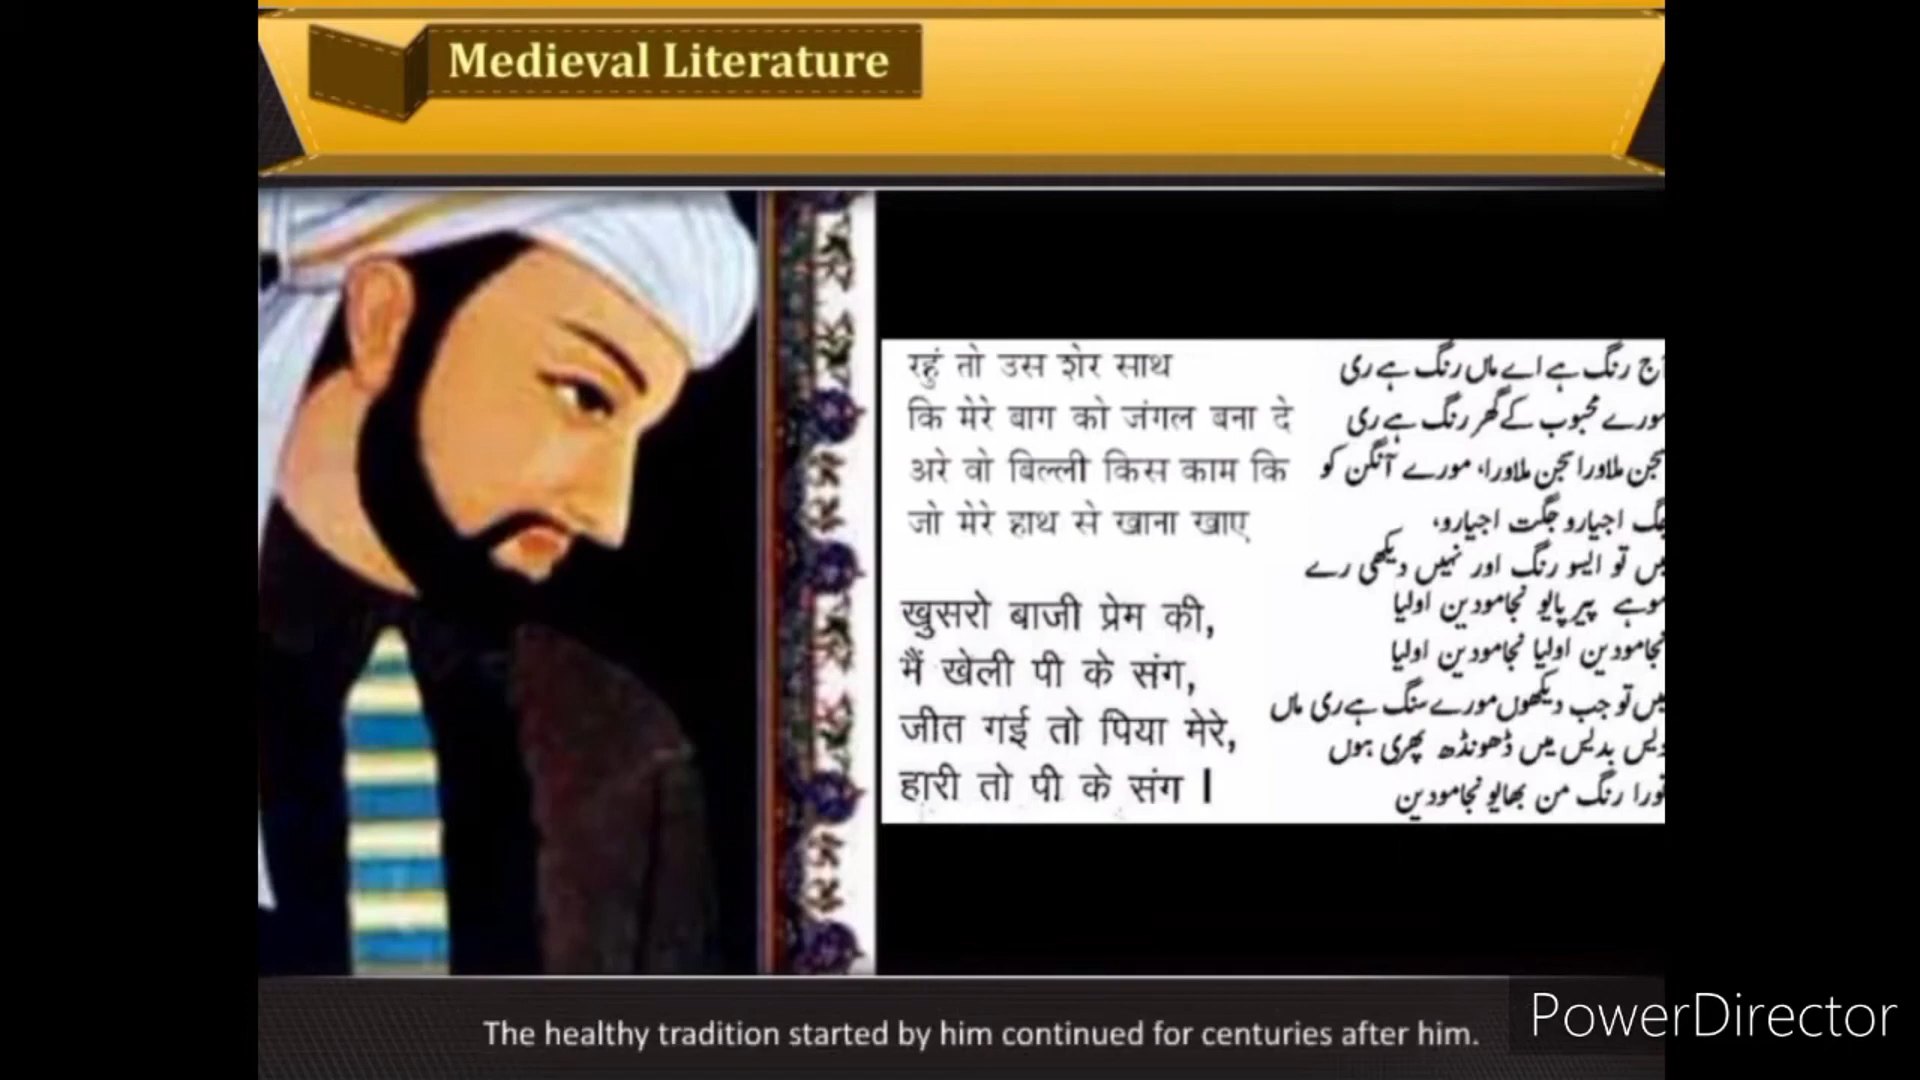 Medieval Literature
रहुं तो उस शेर साथ
कि मेरे बाग को जंगल बना दे
अरे वो बिल्ली किस काम कि
जो मेरे हाथ से खाना खाए
खुसरो बाजी प्रेम की,
मैं खेली पी के संग,
जीत गई तो पिया मेरे,
हारी तो पी के संग ।
رنگ ہے اے ماں رنگ ہے ری
مورے محبوب کے گھر رنگ ہے ری
ملاورا سجن ملاورا، مورے آنگن کو
اجیارو جگت اجیارو،
تو ایسو رنگ اور نہیں دیکھی رے
موہے پیر پایو نجامودین اولیا
نجامودین اولیا نجامودین اولیا
تو جب دیکھوں مورے سنگ ہے ری ماں
بدلیس میں ڈھونڈھ پھری ہوں
تورا رنگ من بھایو نجامودین
The healthy tradition started by him continued for centuries after him.
PowerDirector